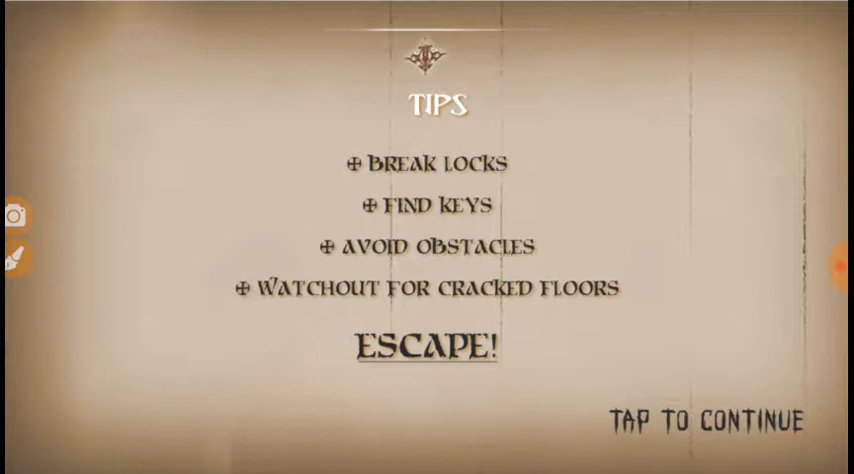 TIPS
✠ BREAK LOCKS
✠ FIND KEYS
✠ AVOID OBSTACLES
✠ WATCHOUT FOR CRACKED FLOORS
ESCAPE!
TAP TO CONTINUE